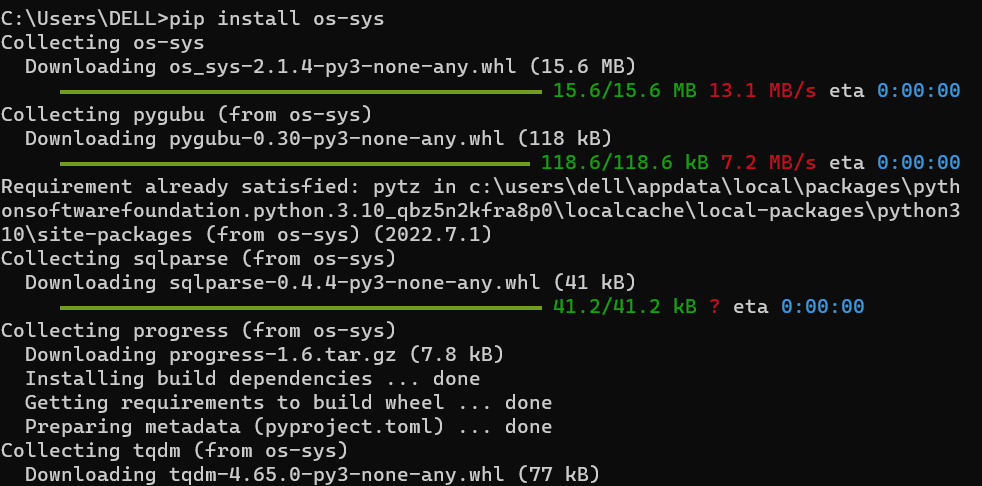 C:\Users\DELL>pip install os-sys
Collecting os-sys
  Downloading os_sys-2.1.4-py3-none-any.whl (15.6 MB)
     15.6/15.6 MB 13.1 MB/s eta 0:00:00
Collecting pygubu (from os-sys)
  Downloading pygubu-0.30-py3-none-any.whl (118 kB)
     118.6/118.6 kB 7.2 MB/s eta 0:00:00
Requirement already satisfied: pytz in c:\users\dell\appdata\local\packages\pyth
onsoftwarefoundation.python.3.10_qbz5n2kfra8p0\localcache\local-packages\python3
10\site-packages (from os-sys) (2022.7.1)
Collecting sqlparse (from os-sys)
  Downloading sqlparse-0.4.4-py3-none-any.whl (41 kB)
     41.2/41.2 kB ? eta 0:00:00
Collecting progress (from os-sys)
  Downloading progress-1.6.tar.gz (7.8 kB)
  Installing build dependencies ... done
  Getting requirements to build wheel ... done
  Preparing metadata (pyproject.toml) ... done
Collecting tqdm (from os-sys)
  Downloading tqdm-4.65.0-py3-none-any.whl (77 kB)